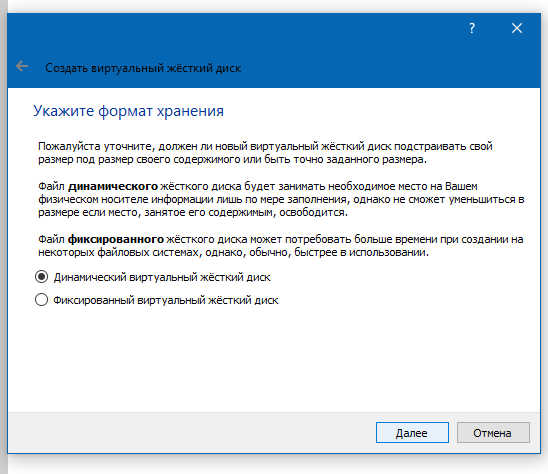 ?
Создать виртуальный жёсткий диск
Укажите формат хранения
Пожалуйста уточните, должен ли новый виртуальный жёсткий диск подстраивать свой
размер под размер своего содержимого или быть точно заданного размера.
Файл динамического жёсткого диска будет занимать необходимое место на Вашем
физическом носителе информации лишь по мере заполнения, однако не сможет уменьшиться в
размере если место, занятое его содержимым, освободится.
Файл фиксированного жёсткого диска может потребовать больше времени при создании на
некоторых файловых системах, однако, обычно, быстрее в использовании.
Динамический виртуальный жёсткий диск
Фиксированный виртуальный жёсткий диск
Далее
Отмена